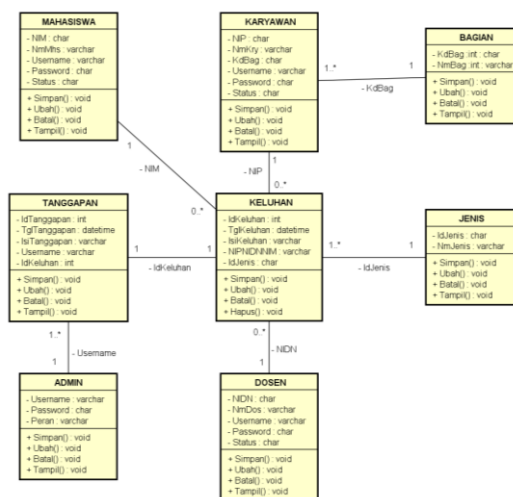 MAHASISWA
- NIM : char
- NmMhs : varchar
- Username : varchar
- Password : char
- Status : char
+ Simpan() : void
+ Ubah() : void
+ Batal() : void
+ Tampil() : void
KARYAWAN
- NIP : char
- NmKry : varchar
- KdBag : char
- Username : varchar
- Password : char
- Status : char
+ Simpan() : void
+ Ubah() : void
+ Batal() : void
+ Tampil() : void
BAGIAN
- KdBag :int : char
- NmBag :int : varchar
+ Simpan() : void
+ Ubah() : void
+ Batal() : void
+ Tampil() : void
1..*
1
- KdBag
1
- NIM
0..*
1
- NIP
0..*
TANGGAPAN
- IdTanggapan : int
- TglTanggapan : datetime
- IsiTanggapan : varchar
- Username : varchar
- IdKeluhan : int
+ Simpan() : void
+ Ubah() : void
+ Batal() : void
+ Tampil() : void
1
1
- IdKeluhan
KELUHAN
- IdKeluhan : int
- TglKeluhan : datetime
- IsiKeluhan : varchar
- NIPNIDNNIM : varchar
- IdJenis : char
+ Simpan() : void
+ Ubah() : void
+ Batal() : void
+ Hapus() : void
1..*
1
- IdJenis
JENIS
- IdJenis : char
- NmJenis : varchar
+ Simpan() : void
+ Ubah() : void
+ Batal() : void
+ Tampil() : void
1..*
- Username
1
0..*
- NIDN
1
ADMIN
- Username : varchar
- Password : char
- Peran : varchar
+ Simpan() : void
+ Ubah() : void
+ Batal() : void
+ Tampil() : void
DOSEN
- NIDN : char
- NmDos : varchar
- Username : varchar
- Password : char
- Status : char
+ Simpan() : void
+ Ubah() : void
+ Batal() : void
+ Tampil() : void